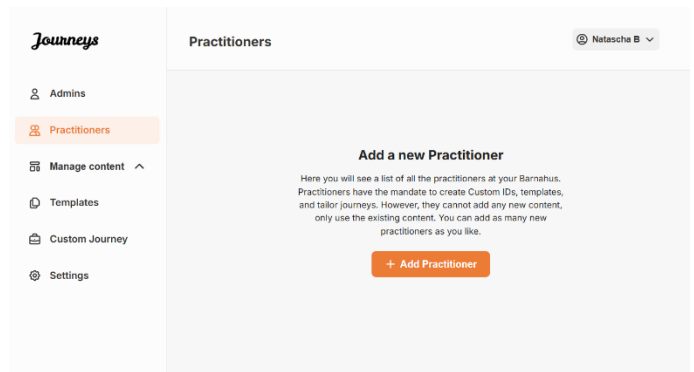 Journeys
Practitioners
Natascha B
Admins
Practitioners
Manage content
Templates
Custom Journey
Settings
Add a new Practitioner
Here you will see a list of all the practitioners at your Barnahus.
Practitioners have the mandate to create Custom IDs, templates,
and tailor journeys. However, they cannot add any new content,
only use the existing content. You can add as many new
practitioners as you like.
+ Add Practitioner